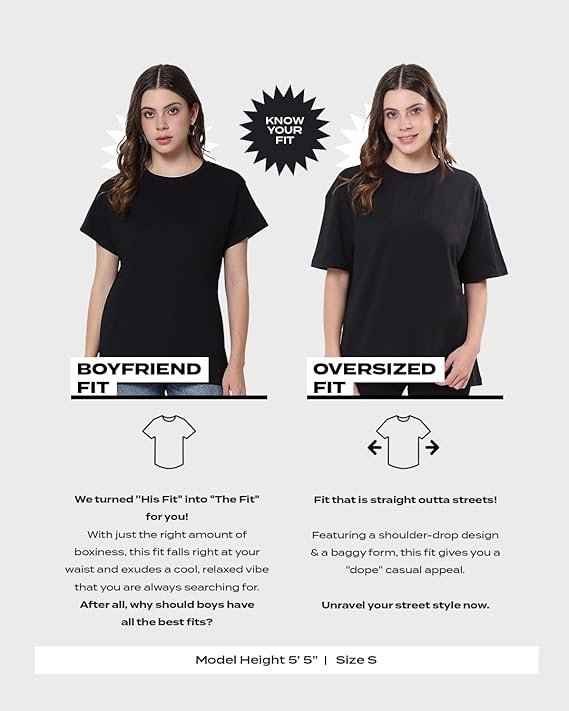 KNOW
YOUR
FIT
BOYFRIEND
FIT
We turned "His Fit" into "The Fit"
for you!
With just the right amount of
boxiness, this fit falls right at your
waist and exudes a cool, relaxed vibe
that you are always searching for.
After all, why should boys have
all the best fits?
OVERSIZED
FIT
Fit that is straight outta streets!
Featuring a shoulder-drop design
& a baggy form, this fit gives you a
"dope" casual appeal.
Unravel your street style now.
Model Height 5' 5" | Size S